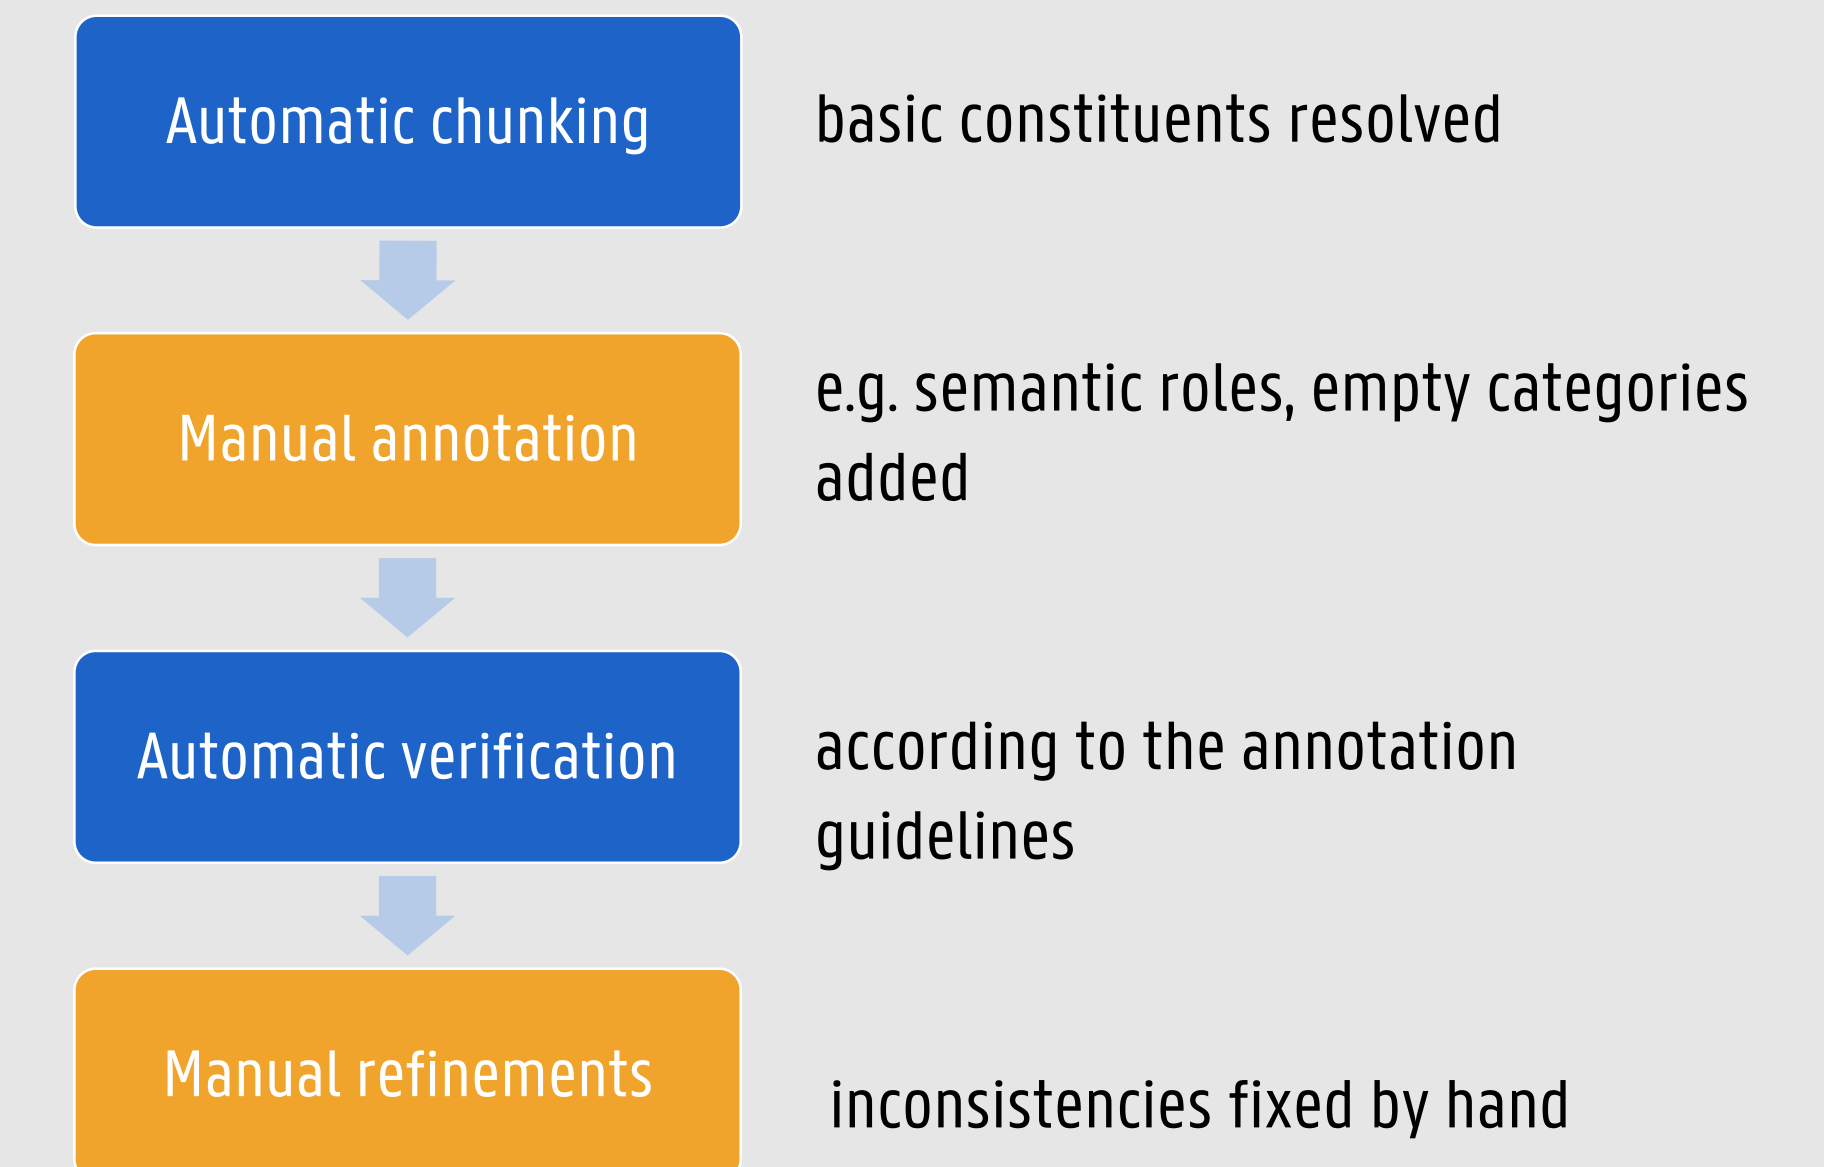 Automatic chunking
basic constituents resolved
Manual annotation
e.g. semantic roles, empty categories
added
Automatic verification
according to the annotation
guidelines
Manual refinements
inconsistencies fixed by hand